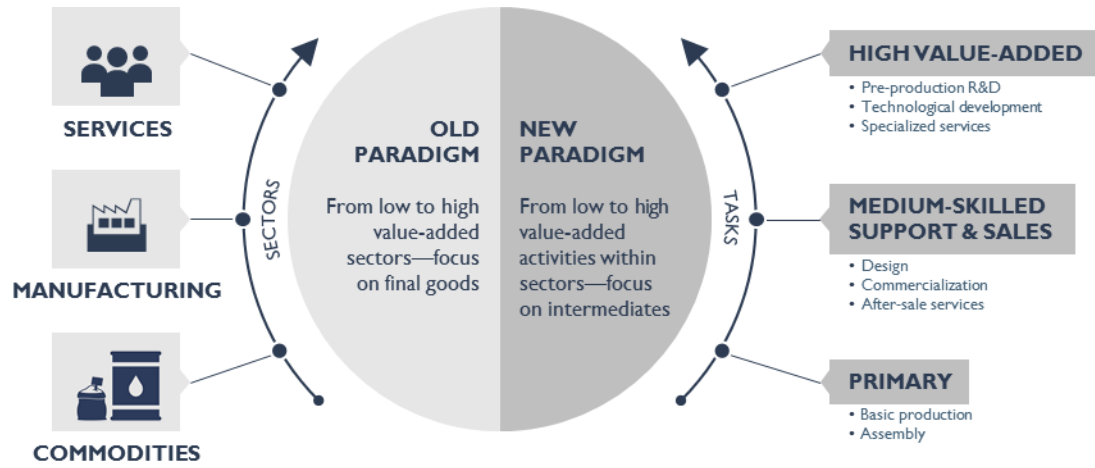 SERVICES
MANUFACTURING
COMMODITIES
SECTORS
OLD
PARADIGM
From low to high
value-added
sectors—focus
on final goods
NEW
PARADIGM
From low to high
value-added
activities within
sectors—focus
on intermediates
TASKS
HIGH VALUE-ADDED
• Pre-production R&D
• Technological development
• Specialized services
MEDIUM-SKILLED
SUPPORT & SALES
• Design
• Commercialization
• After-sale services
PRIMARY
• Basic production
• Assembly